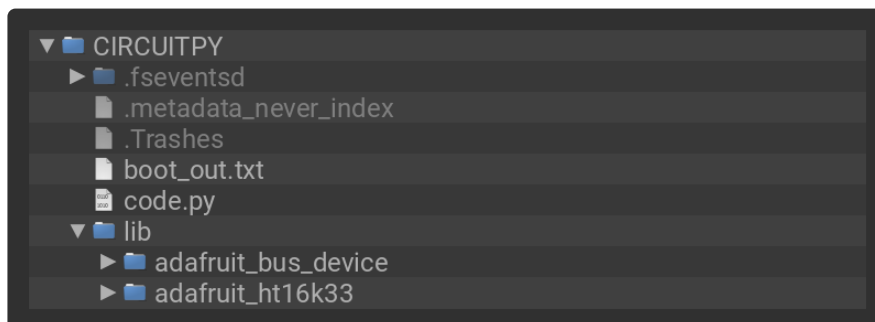 CIRCUITPY
.fseventsd
.metadata_never_index
.Trashes
boot_out.txt
code.py
lib
adafruit_bus_device
adafruit_ht16k33